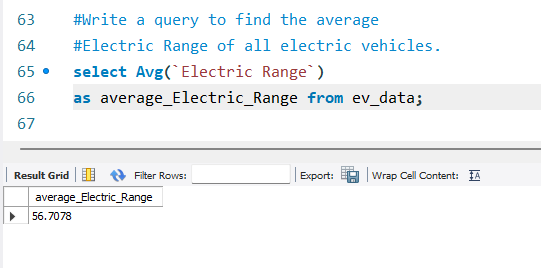 63 #Write a query to find the average
64 #Electric Range of all electric vehicles.
65 select Avg(`Electric Range`)
66 as average_Electric_Range from ev_data;
67
Result Grid Filter Rows: Export: Wrap Cell Content: IA
average_Electric_Range
56.7078